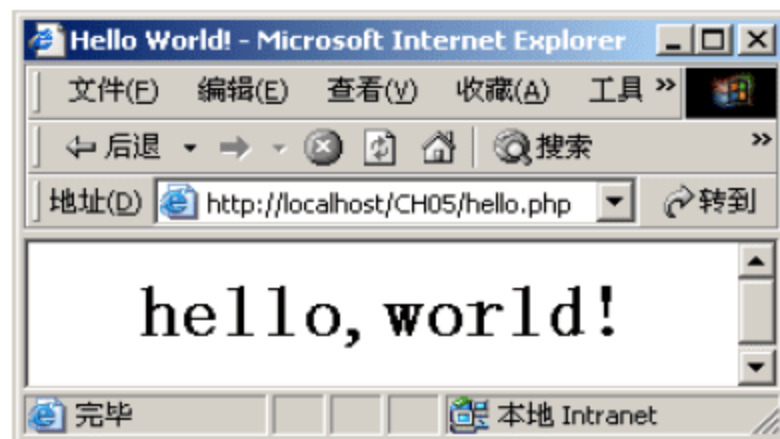 Hello World! - Microsoft Internet Explorer
文件(F) 编辑(E) 查看(V) 收藏(A) 工具 »
后退 搜索 »
地址(D) http://localhost/CH05/hello.php 转到
hello,world!
完毕 本地 Intranet